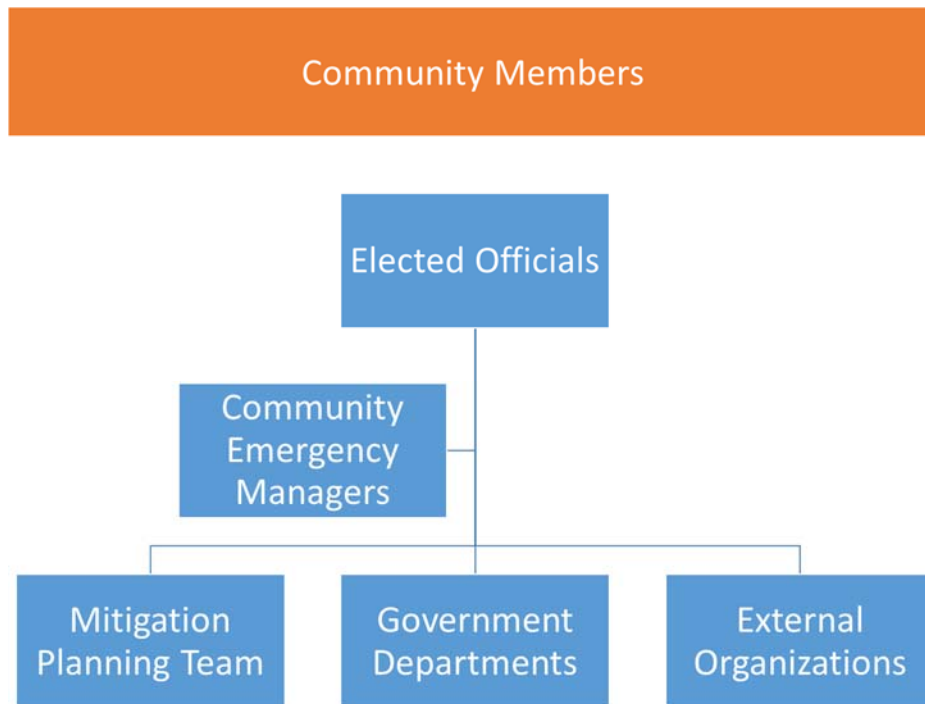 Community Members
Elected Officials
Community
Emergency
Managers
Mitigation
Planning Team
Government
Departments
External
Organizations